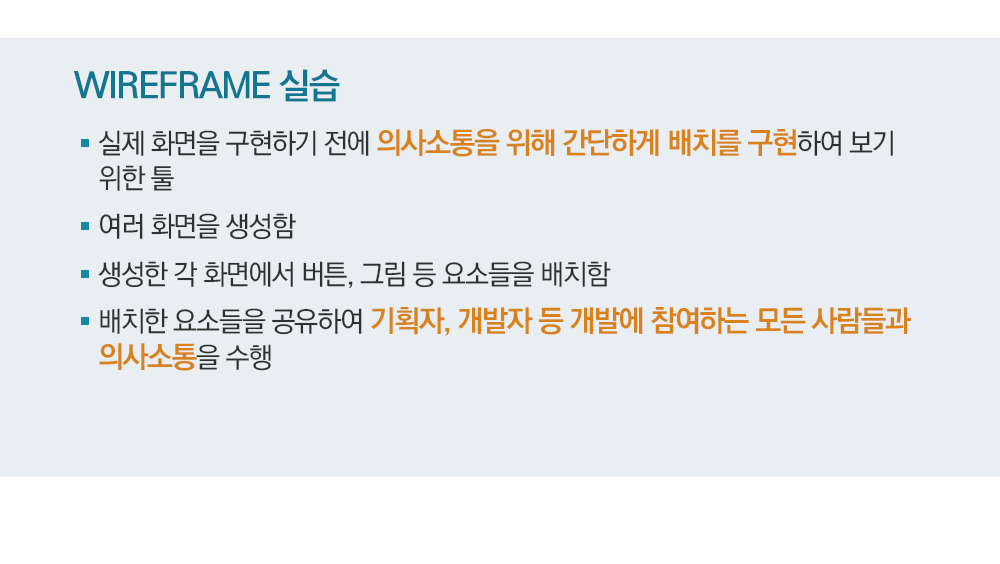 WIREFRAME 실습
▪ 실제 화면을 구현하기 전에 의사소통을 위해 간단하게 배치를 구현하여 보기
위한 툴
▪ 여러 화면을 생성함
▪ 생성한 각 화면에서 버튼, 그림 등 요소들을 배치함
▪ 배치한 요소들을 공유하여 기획자, 개발자 등 개발에 참여하는 모든 사람들과
의사소통을 수행